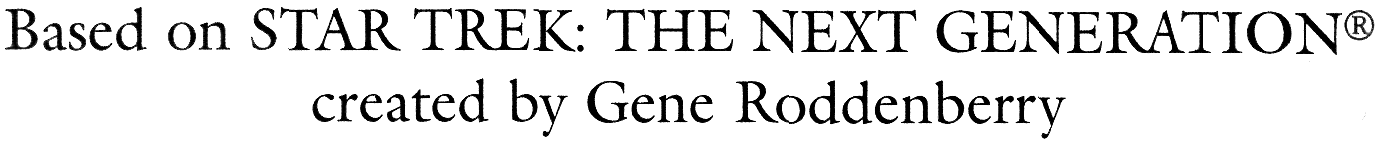 Based on STAR TREK: THE NEXT GENERATION®
created by Gene Roddenberry